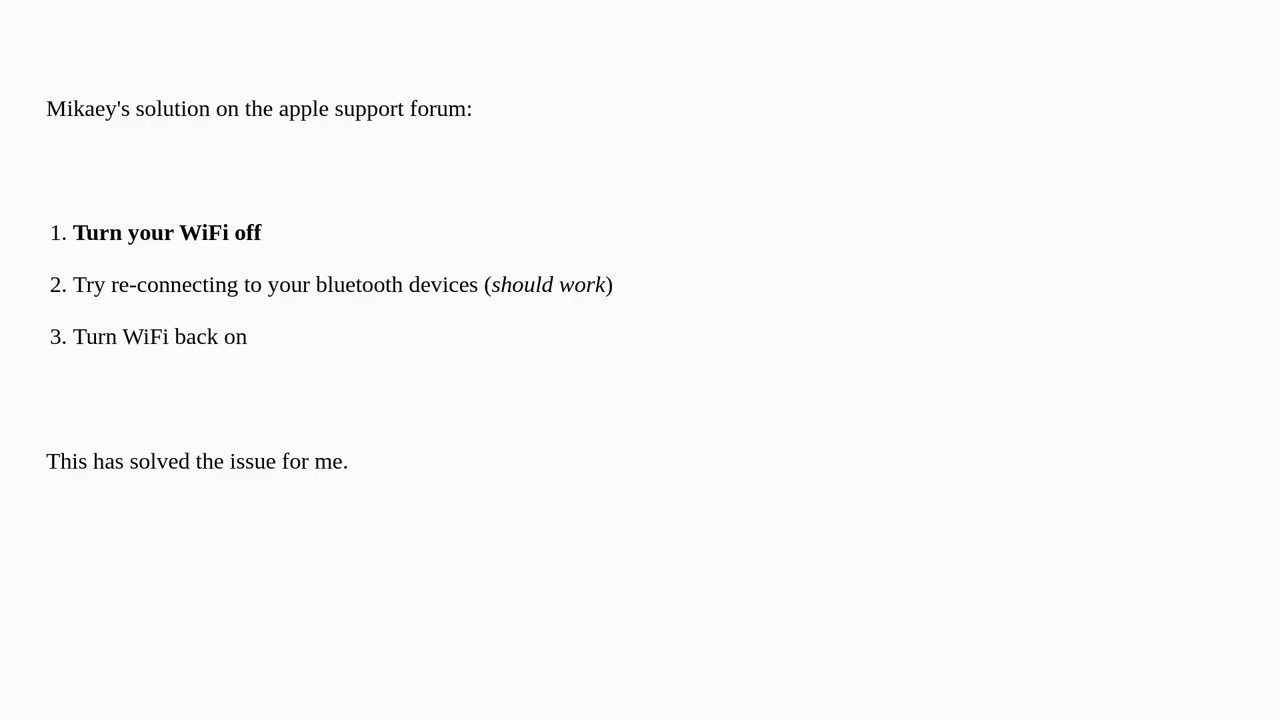 Mikaey's solution on the apple support forum:
1. Turn your WiFi off
2. Try re-connecting to your bluetooth devices (should work)
3. Turn WiFi back on
This has solved the issue for me.